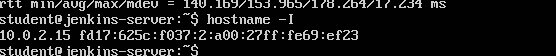 rtt min/avg/max/mdev = 140.169/153.965/178.264/17.234 ms
student@jenkins-server:~$ hostname -I
10.0.2.15 fd17:625c:f037:2:a00:27ff:fe69:ef23
student@jenkins-server:~$